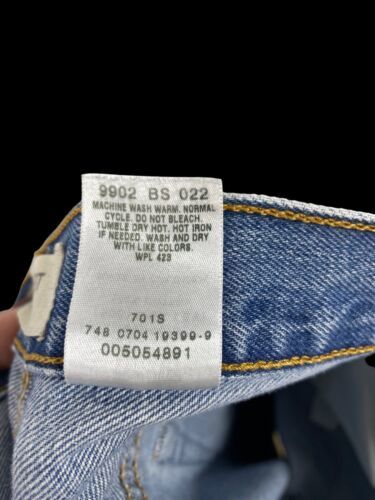 9902 BS 022
MACHINE WASH WARM. NORMAL
CYCLE. DO NOT BLEACH.
TUMBLE DRY HOT. HOT IRON
IF NEEDED. WASH AND DRY
WITH LIKE COLORS.
WPL 423
701S
748 0704 19399-9
005054891